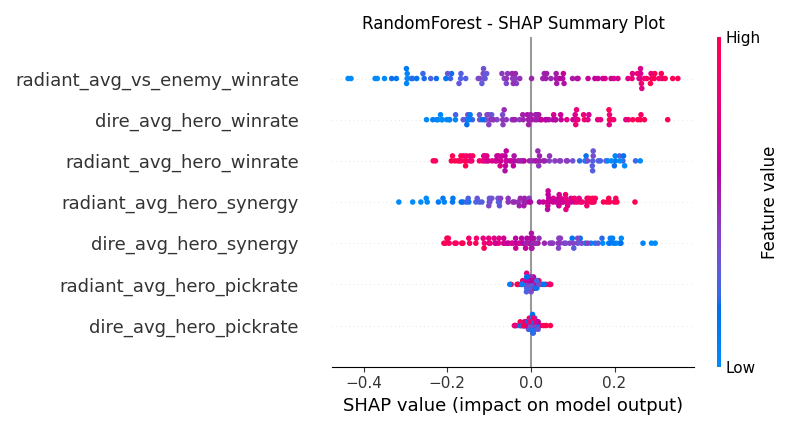 RandomForest - SHAP Summary Plot
High
radiant_avg_vs_enemy_winrate
dire_avg_hero_winrate
radiant_avg_hero_winrate
radiant_avg_hero_synergy
dire_avg_hero_synergy
radiant_avg_hero_pickrate
dire_avg_hero_pickrate
Feature value
Low
−0.4 −0.2 0.0 0.2
SHAP value (impact on model output)